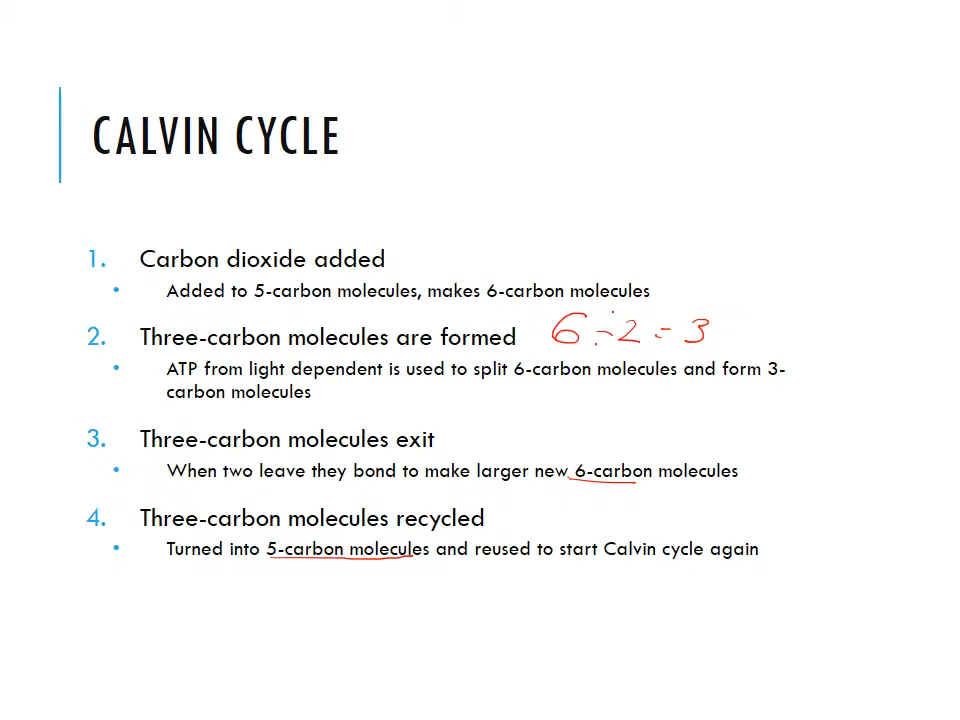 CALVIN CYCLE
1. Carbon dioxide added
• Added to 5-carbon molecules, makes 6-carbon molecules
2. Three-carbon molecules are formed 6 ÷ 2 = 3
• ATP from light dependent is used to split 6-carbon molecules and form 3-
carbon molecules
3. Three-carbon molecules exit
• When two leave they bond to make larger new 6-carbon molecules
4. Three-carbon molecules recycled
• Turned into 5-carbon molecules and reused to start Calvin cycle again